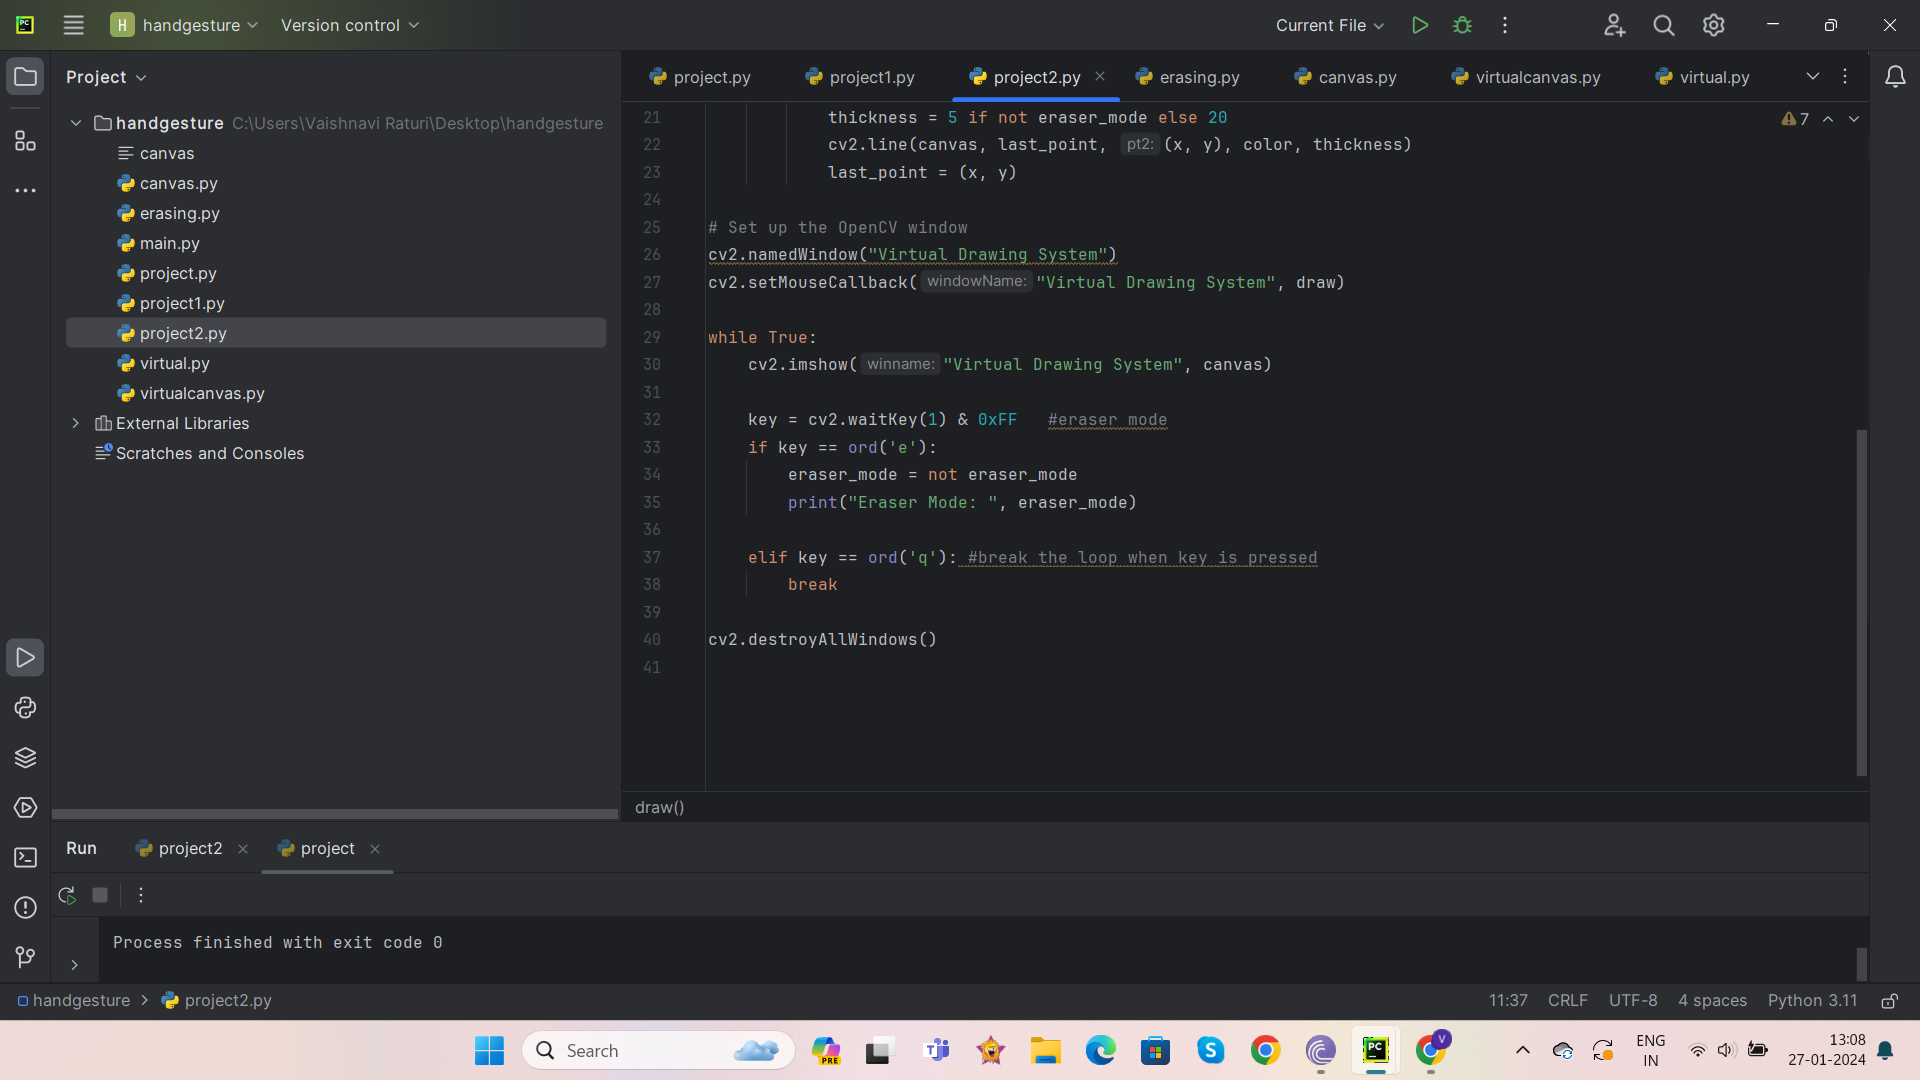 PC
H handgesture Version control Current File
Project project.py project1.py project2.py erasing.py canvas.py virtualcanvas.py virtual.py
handgesture C:\Users\Vaishnavi Raturi\Desktop\handgesture
canvas
canvas.py
erasing.py
main.py
project.py
project1.py
project2.py
virtual.py
virtualcanvas.py
External Libraries
Scratches and Consoles
21 thickness = 5 if not eraser_mode else 20 7
22 cv2.line(canvas, last_point, pt2: (x, y), color, thickness)
23 last_point = (x, y)
24
25 # Set up the OpenCV window
26 cv2.namedWindow("Virtual Drawing System")
27 cv2.setMouseCallback( windowName: "Virtual Drawing System", draw)
28
29 while True:
30 cv2.imshow( winname: "Virtual Drawing System", canvas)
31
32 key = cv2.waitKey(1) & 0xFF #eraser mode
33 if key == ord('e'):
34 eraser_mode = not eraser_mode
35 print("Eraser Mode: ", eraser_mode)
36
37 elif key == ord('q'): #break the loop when key is pressed
38 break
39
40 cv2.destroyAllWindows()
41
draw()
Run project2 project
Process finished with exit code 0
handgesture project2.py 11:37 CRLF UTF-8 4 spaces Python 3.11
Search PRE T S PC V ENG IN 13:08
27-01-2024